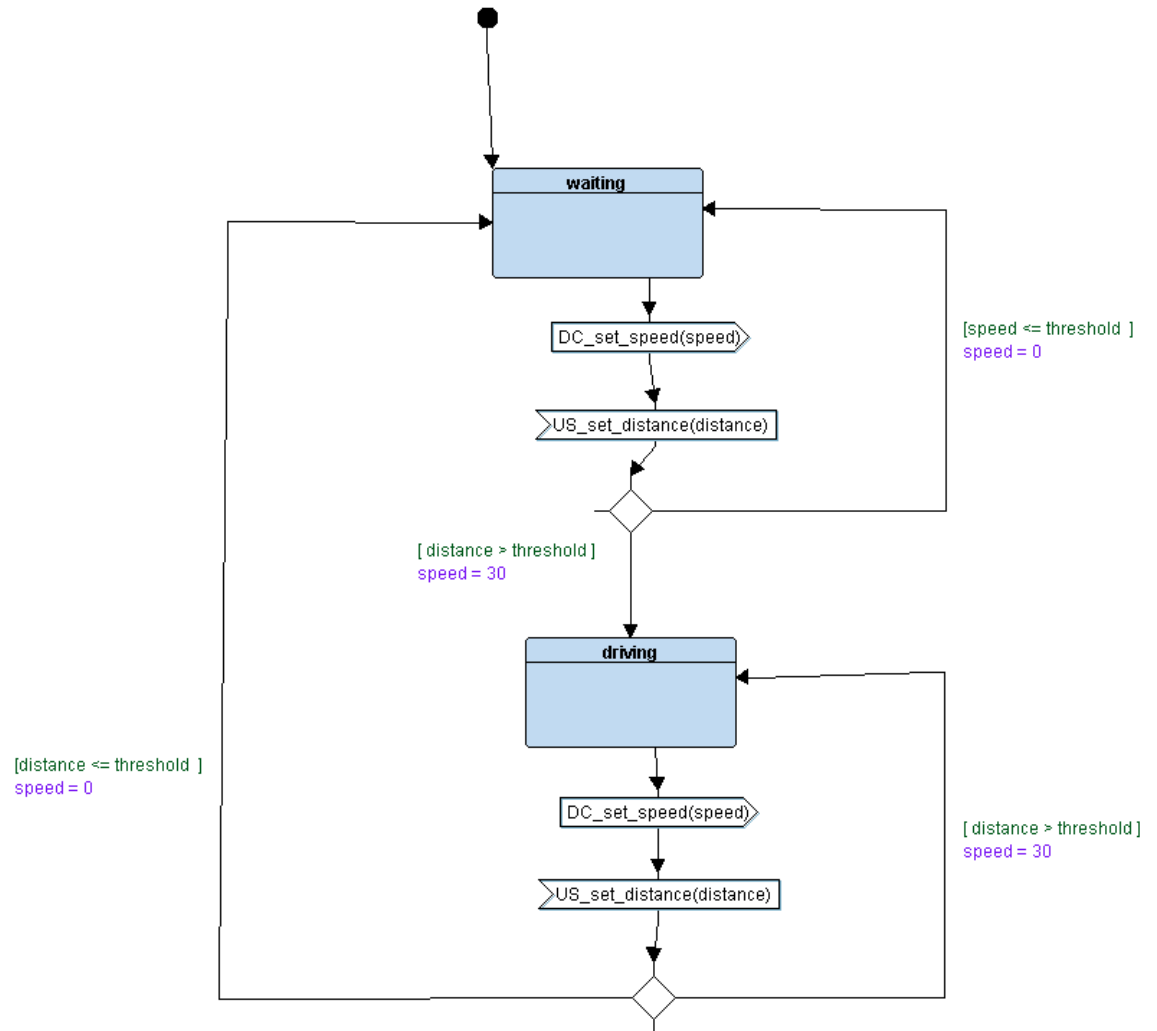 waiting
DC_set_speed(speed)
[speed <= threshold ]
speed = 0
US_set_distance(distance)
[ distance > threshold ]
speed = 30
driving
[distance <= threshold ]
speed = 0
DC_set_speed(speed)
[ distance > threshold ]
speed = 30
US_set_distance(distance)